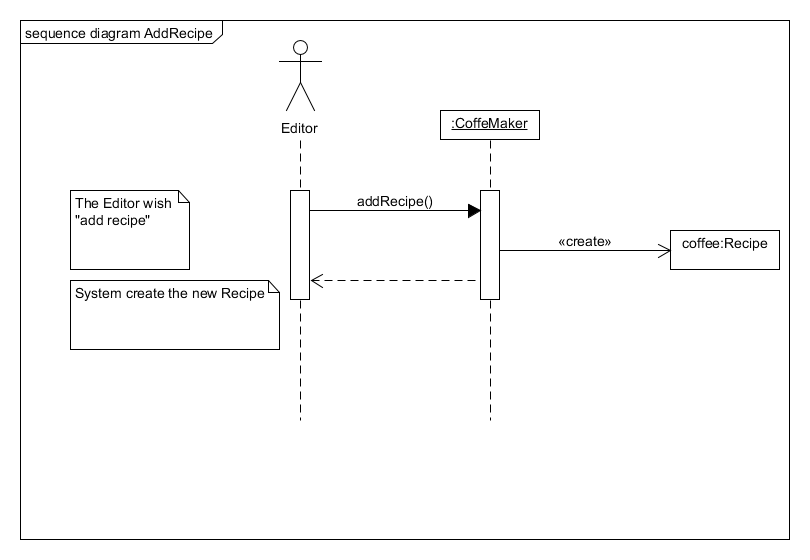 sequence diagram AddRecipe
Editor
:CoffeMaker
The Editor wish
"add recipe"
addRecipe()
«create»
coffee:Recipe
System create the new Recipe